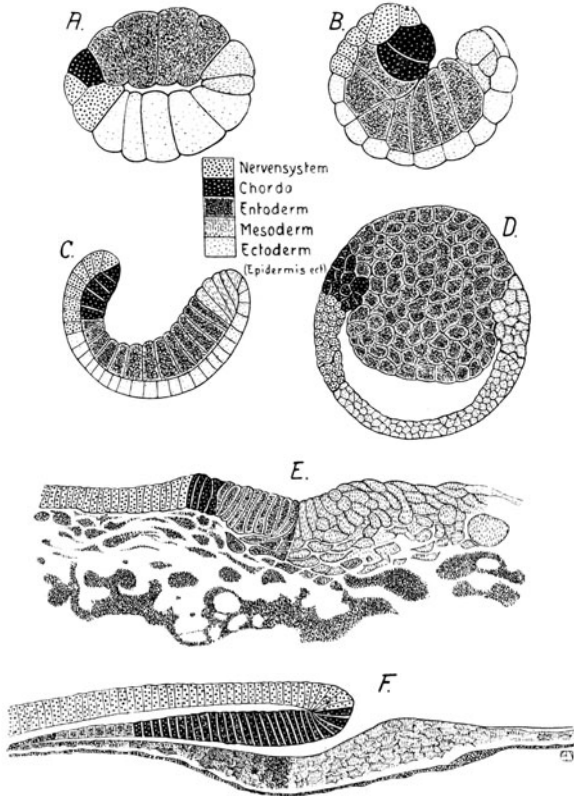 A.
B.
Nervensystem
Chorda
Entoderm
Mesoderm
Ectoderm
(Epidermis ect)
C.
D.
E.
F.